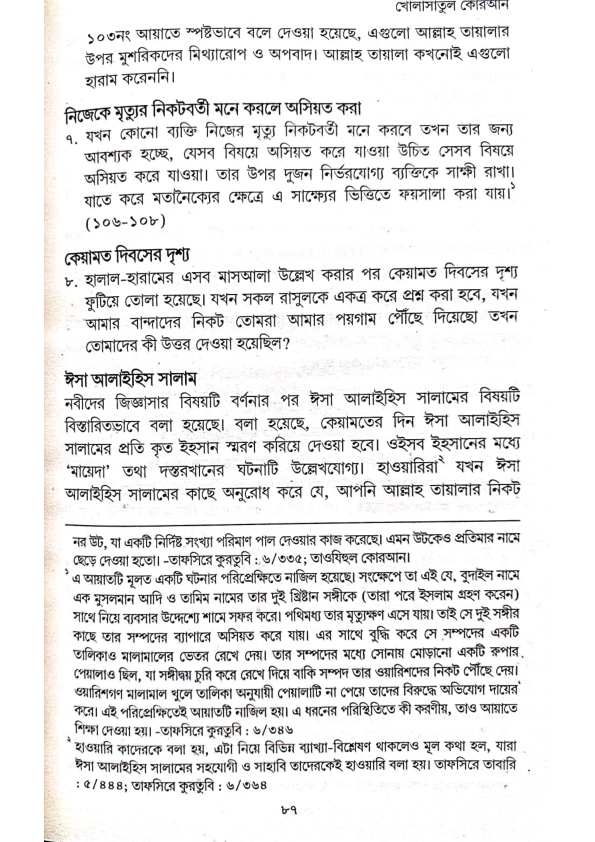 খোলাসাতুল কোরআন
১০৩নং আয়াতে স্পষ্টভাবে বলে দেওয়া হয়েছে, এগুলো আল্লাহ তায়ালার
উপর মুশরিকদের মিথ্যারোপ ও অপবাদ। আল্লাহ তায়ালা কখনোই এগুলো
হারাম করেননি।
নিজেকে মৃত্যুর নিকটবর্তী মনে করলে অসিয়ত করা
৭. যখন কোনো ব্যক্তি নিজের মৃত্যু নিকটবর্তী মনে করবে তখন তার জন্য
আবশ্যক হচ্ছে, যেসব বিষয়ে অসিয়ত করে যাওয়া উচিত সেসব বিষয়ে
অসিয়ত করে যাওয়া। তার উপর দুজন নির্ভরযোগ্য ব্যক্তিকে সাক্ষী রাখা।
যাতে করে মতানৈক্যের ক্ষেত্রে এ সাক্ষ্যের ভিত্তিতে ফয়সালা করা যায়।১
(১০৬-১০৮)
কেয়ামত দিবসের দৃশ্য
৮. হালাল-হারামের এসব মাসআলা উল্লেখ করার পর কেয়ামত দিবসের দৃশ্য
ফুটিয়ে তোলা হয়েছে। যখন সকল রাসুলকে একত্র করে প্রশ্ন করা হবে, যখন
আমার বান্দাদের নিকট তোমরা আমার পয়গাম পৌঁছে দিয়েছো তখন
তোমাদের কী উত্তর দেওয়া হয়েছিল?
ঈসা আলাইহিস সালাম
নবীদের জিজ্ঞাসার বিষয়টি বর্ণনার পর ঈসা আলাইহিস সালামের বিষয়টি
বিস্তারিতভাবে বলা হয়েছে। বলা হয়েছে, কেয়ামতের দিন ঈসা আলাইহিস
সালামের প্রতি কৃত ইহসান স্মরণ করিয়ে দেওয়া হবে। ওইসব ইহসানের মধ্যে
'মায়েদা' তথা দস্তরখানের ঘটনাটি উল্লেখযোগ্য। হাওয়ারিরা২ যখন ঈসা
আলাইহিস সালামের কাছে অনুরোধ করে যে, আপনি আল্লাহ তায়ালার নিকট
নর উট, যা একটি নির্দিষ্ট সংখ্যা পরিমাণ পাল দেওয়ার কাজ করেছে। এমন উটকেও প্রতিমার নামে
ছেড়ে দেওয়া হতো। -তাফসিরে কুরতুবি : ৬/৩৩৫; তাওযিহুল কোরআন।
১ এ আয়াতটি মূলত একটি ঘটনার পরিপ্রেক্ষিতে নাজিল হয়েছে। সংক্ষেপে তা এই যে, বুদাইল নামে
এক মুসলমান আদি ও তামিম নামের তার দুই খ্রিষ্টান সঙ্গীকে (তারা পরে ইসলাম গ্রহণ করেন)
সাথে নিয়ে ব্যবসার উদ্দেশ্যে শামে সফর করে। পথিমধ্য তার মৃত্যুক্ষণ এসে যায়। তাই সে দুই সঙ্গীর
কাছে তার সম্পদের ব্যাপারে অসিয়ত করে যায়। এর সাথে বুদ্ধি করে সে সম্পদের একটি
তালিকাও মালামালের ভেতর রেখে দেয়। তার সম্পদের মধ্যে সোনায় মোড়ানো একটি রুপার
পেয়ালাও ছিল, যা সঙ্গীদ্বয় চুরি করে রেখে দিয়ে বাকি সম্পদ তার ওয়ারিশদের নিকট পৌঁছে দেয়।
ওয়ারিশগণ মালামাল খুলে তালিকা অনুযায়ী পেয়ালাটি না পেয়ে তাদের বিরুদ্ধে অভিযোগ দায়ের
করে। এই পরিপ্রেক্ষিতেই আয়াতটি নাজিল হয়। এ ধরনের পরিস্থিতিতে কী করণীয়, তাও আয়াতে
শিক্ষা দেওয়া হয়। -তাফসিরে কুরতুবি : ৬/৩৪৬
২ হাওয়ারি কাদেরকে বলা হয়, এটা নিয়ে বিভিন্ন ব্যাখ্যা-বিশ্লেষণ থাকলেও মূল কথা হল, যারা
ঈসা আলাইহিস সালামের সহযোগী ও সাহাবি তাদেরকেই হাওয়ারি বলা হয়। তাফসিরে তাবারি
: ৫/৪৪৪; তাফসিরে কুরতুবি : ৬/৩৬৪
৮৭